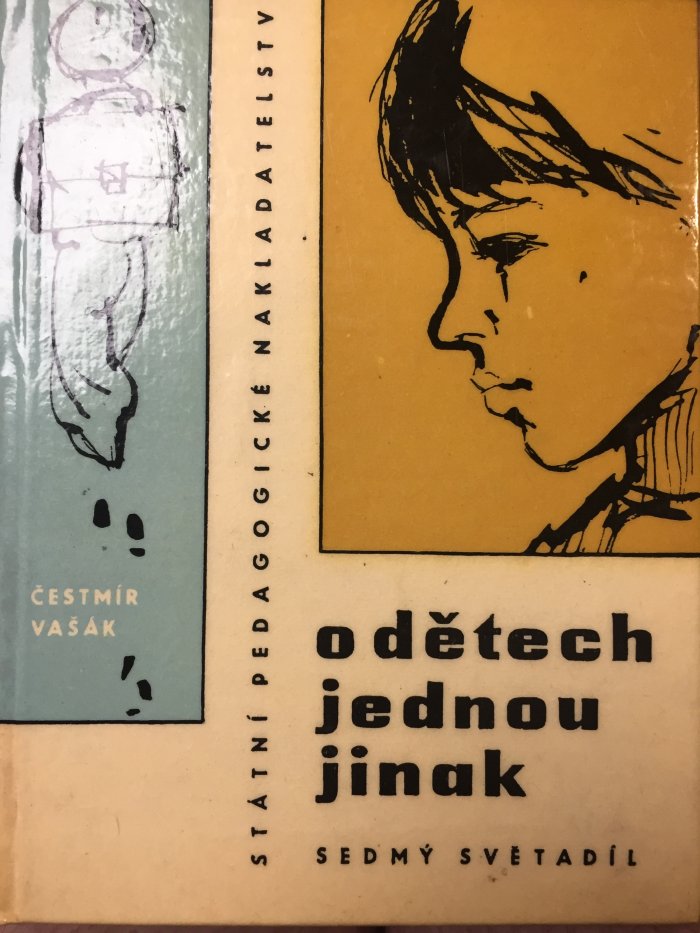 ČESTMÍR
VAŠÁK
STÁTNÍ PEDAGOGICKÉ NAKLADATELSTV
o dětech
jednou
jinak
SEDMÝ SVĚTADÍL